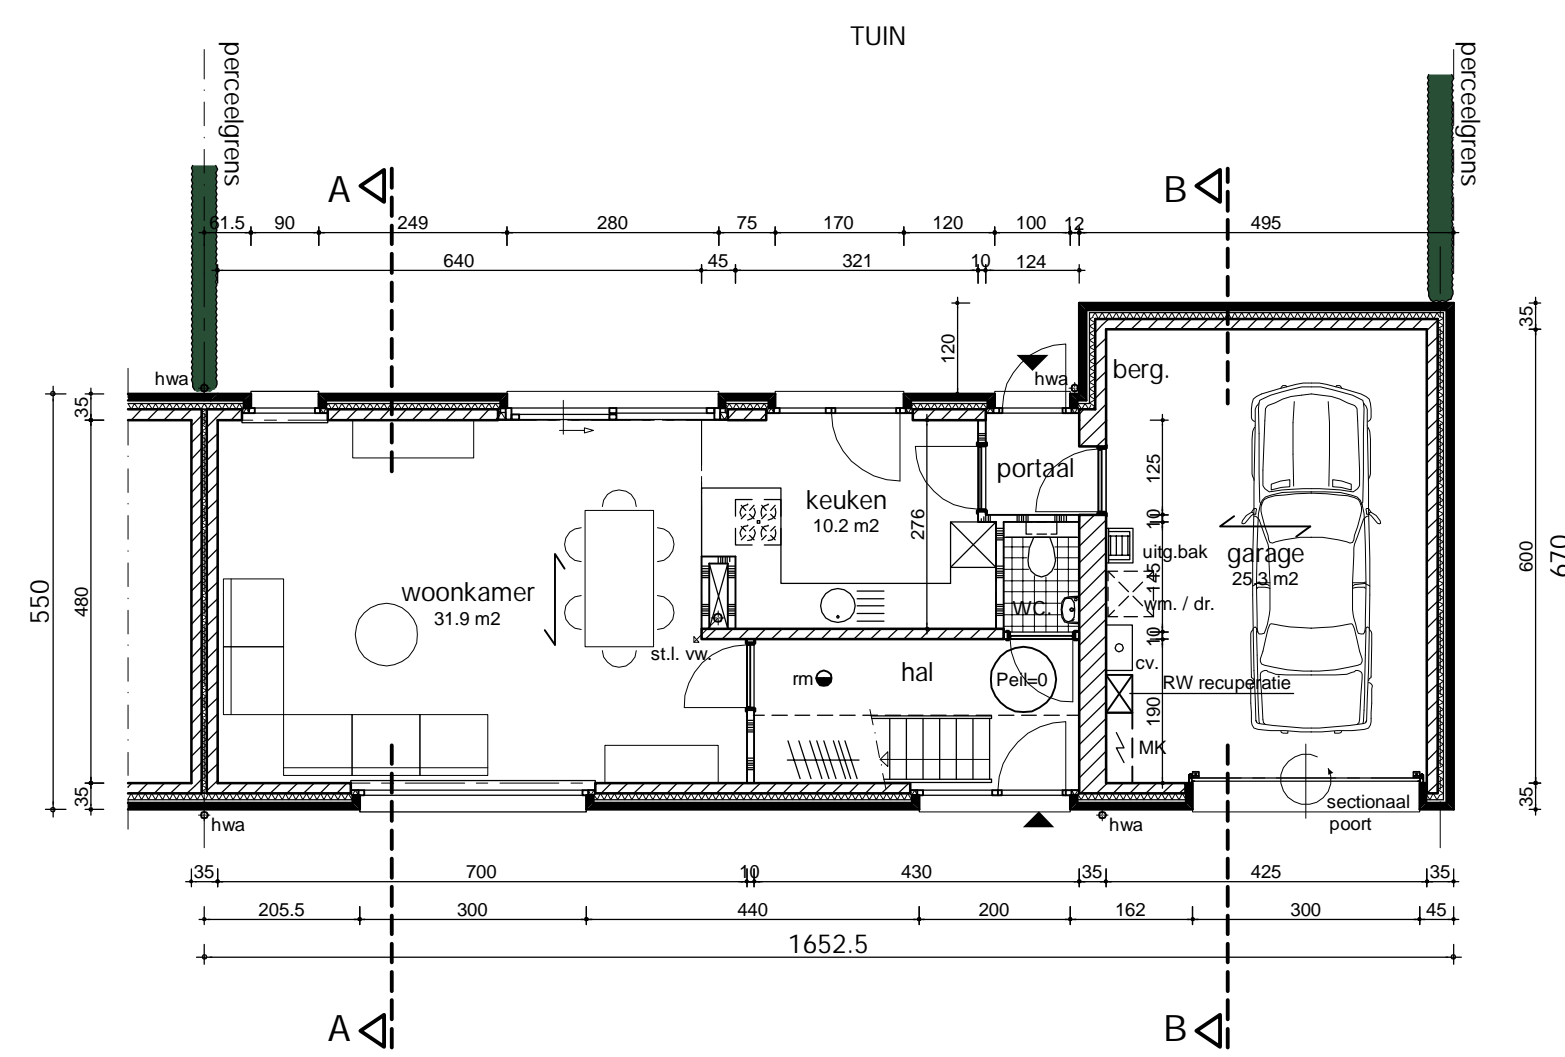 TUIN
perceelgrens
perceelgrens
A
B
61.5 90 249 280 75 170 120 100 12 495
640 45 321 10 124
120
35
hwa
hwa
berg.
35
portaal
125
keuken
10.2 m2
276
10
uitg.bak
garage
25.3 m2
145
600
670
550
480
woonkamer
31.9 m2
WC.
wm. / dr.
10
st.l. vw.
cv.
hal
rm
Peil=0
RW recuperatie
190
MK
35
35
sectionaal
poort
hwa
hwa
35 700 10 430 35 425 35
205.5 300 440 200 162 300 45
1652.5
A
B